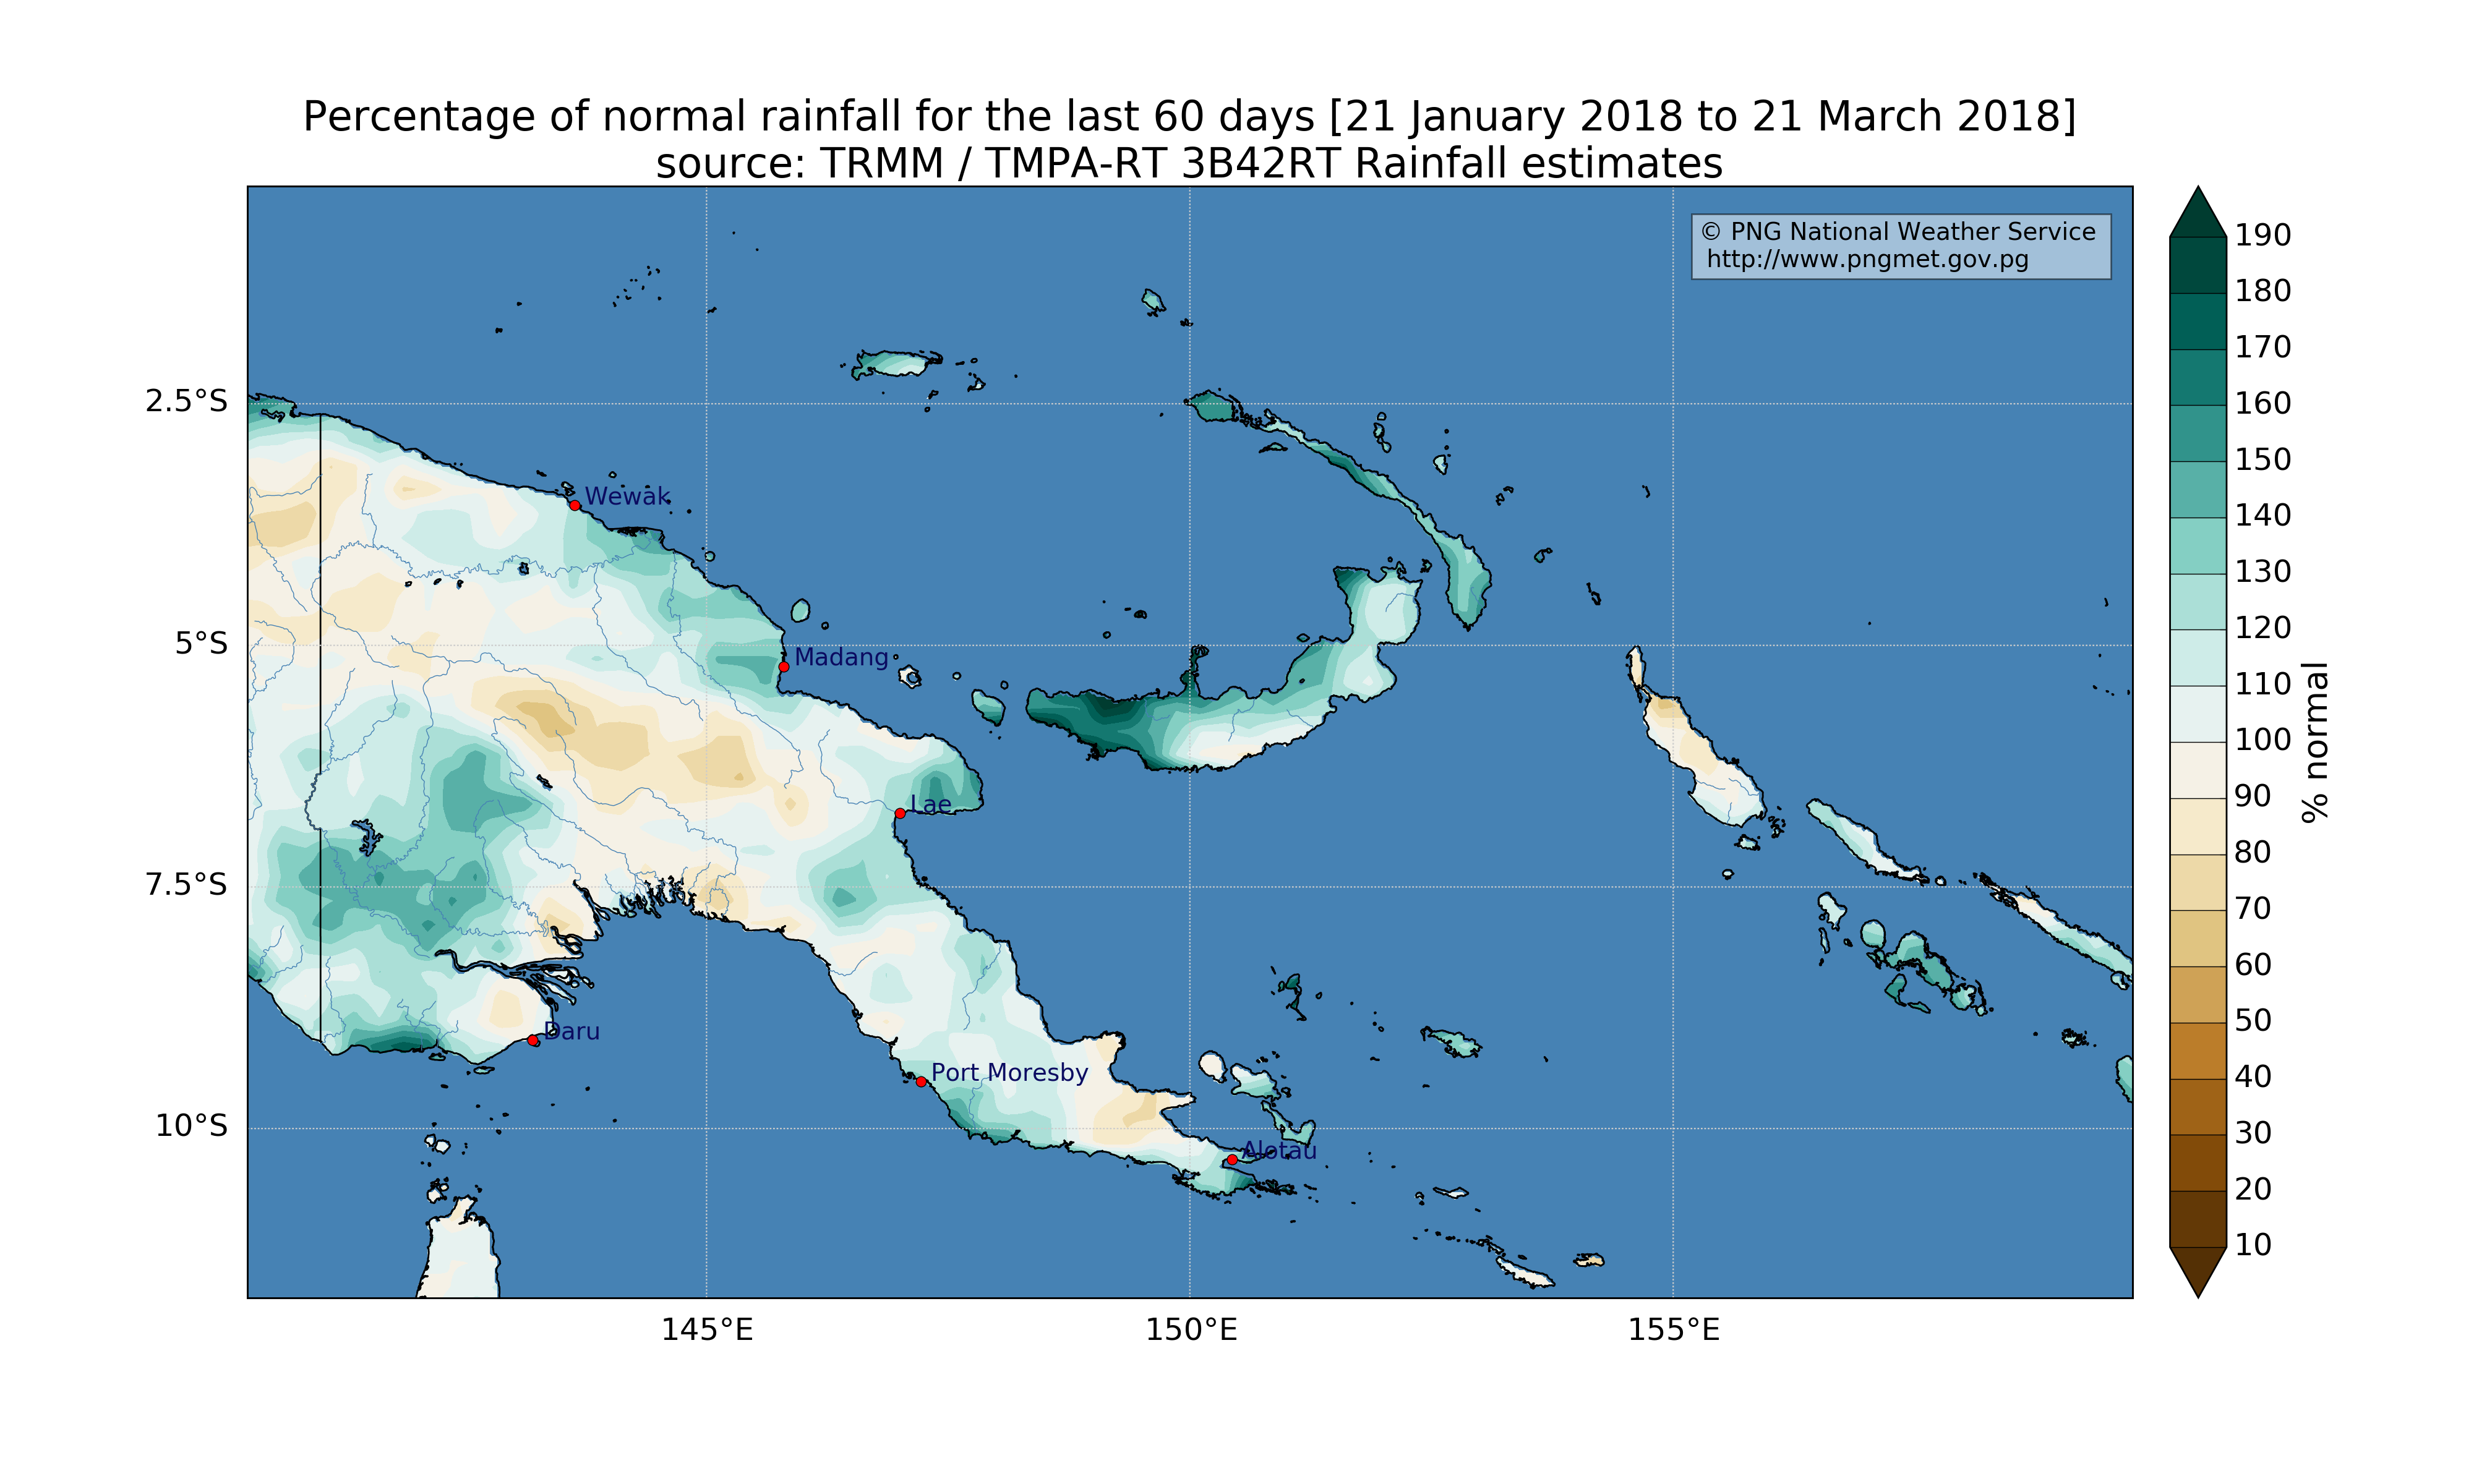 Percentage of normal rainfall for the last 60 days [21 January 2018 to 21 March 2018]
source: TRMM / TMPA-RT 3B42RT Rainfall estimates
© PNG National Weather Service
http://www.pngmet.gov.pg
2.5°S
5°S
7.5°S
10°S
145°E
150°E
155°E
Wewak
Madang
Lae
Daru
Port Moresby
Alotau
190
180
170
160
150
140
130
120
110
100
90
80
70
60
50
40
30
20
10
% normal